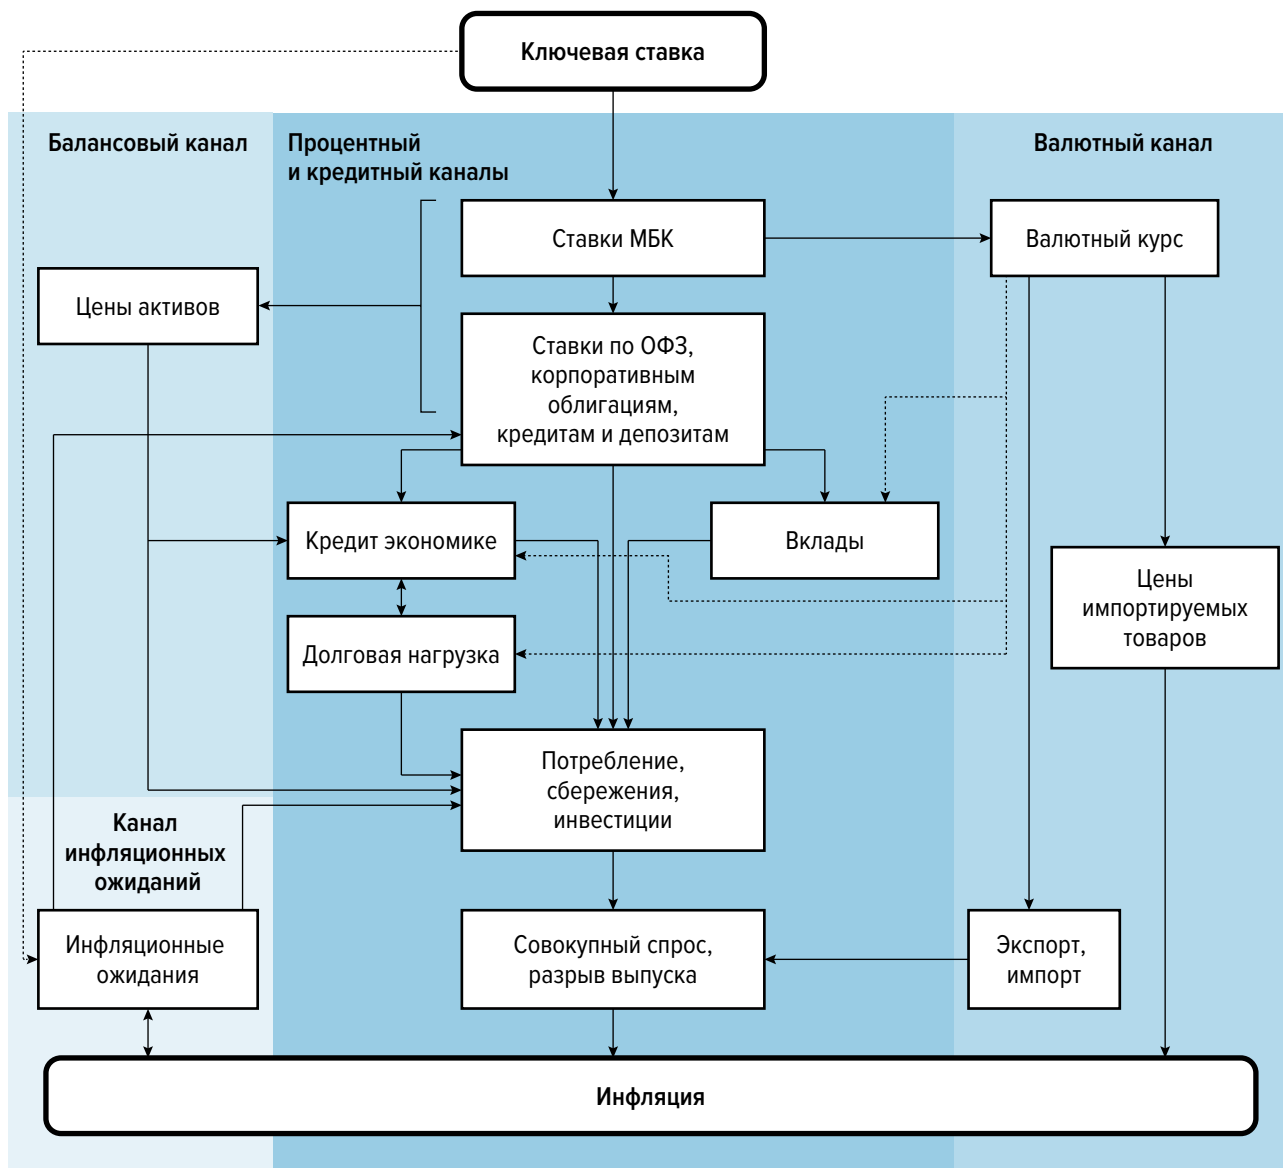 Ключевая ставка
Балансовый канал
Процентный
и кредитный каналы
Валютный канал
Ставки МБК
Валютный курс
Цены активов
Ставки по ОФЗ,
корпоративным
облигациям,
кредитам и депозитам
Кредит экономике
Вклады
Цены
импортируемых
товаров
Долговая нагрузка
Потребление,
сбережения,
инвестиции
Канал
инфляционных
ожиданий
Инфляционные
ожидания
Совокупный спрос,
разрыв выпуска
Экспорт,
импорт
Инфляция